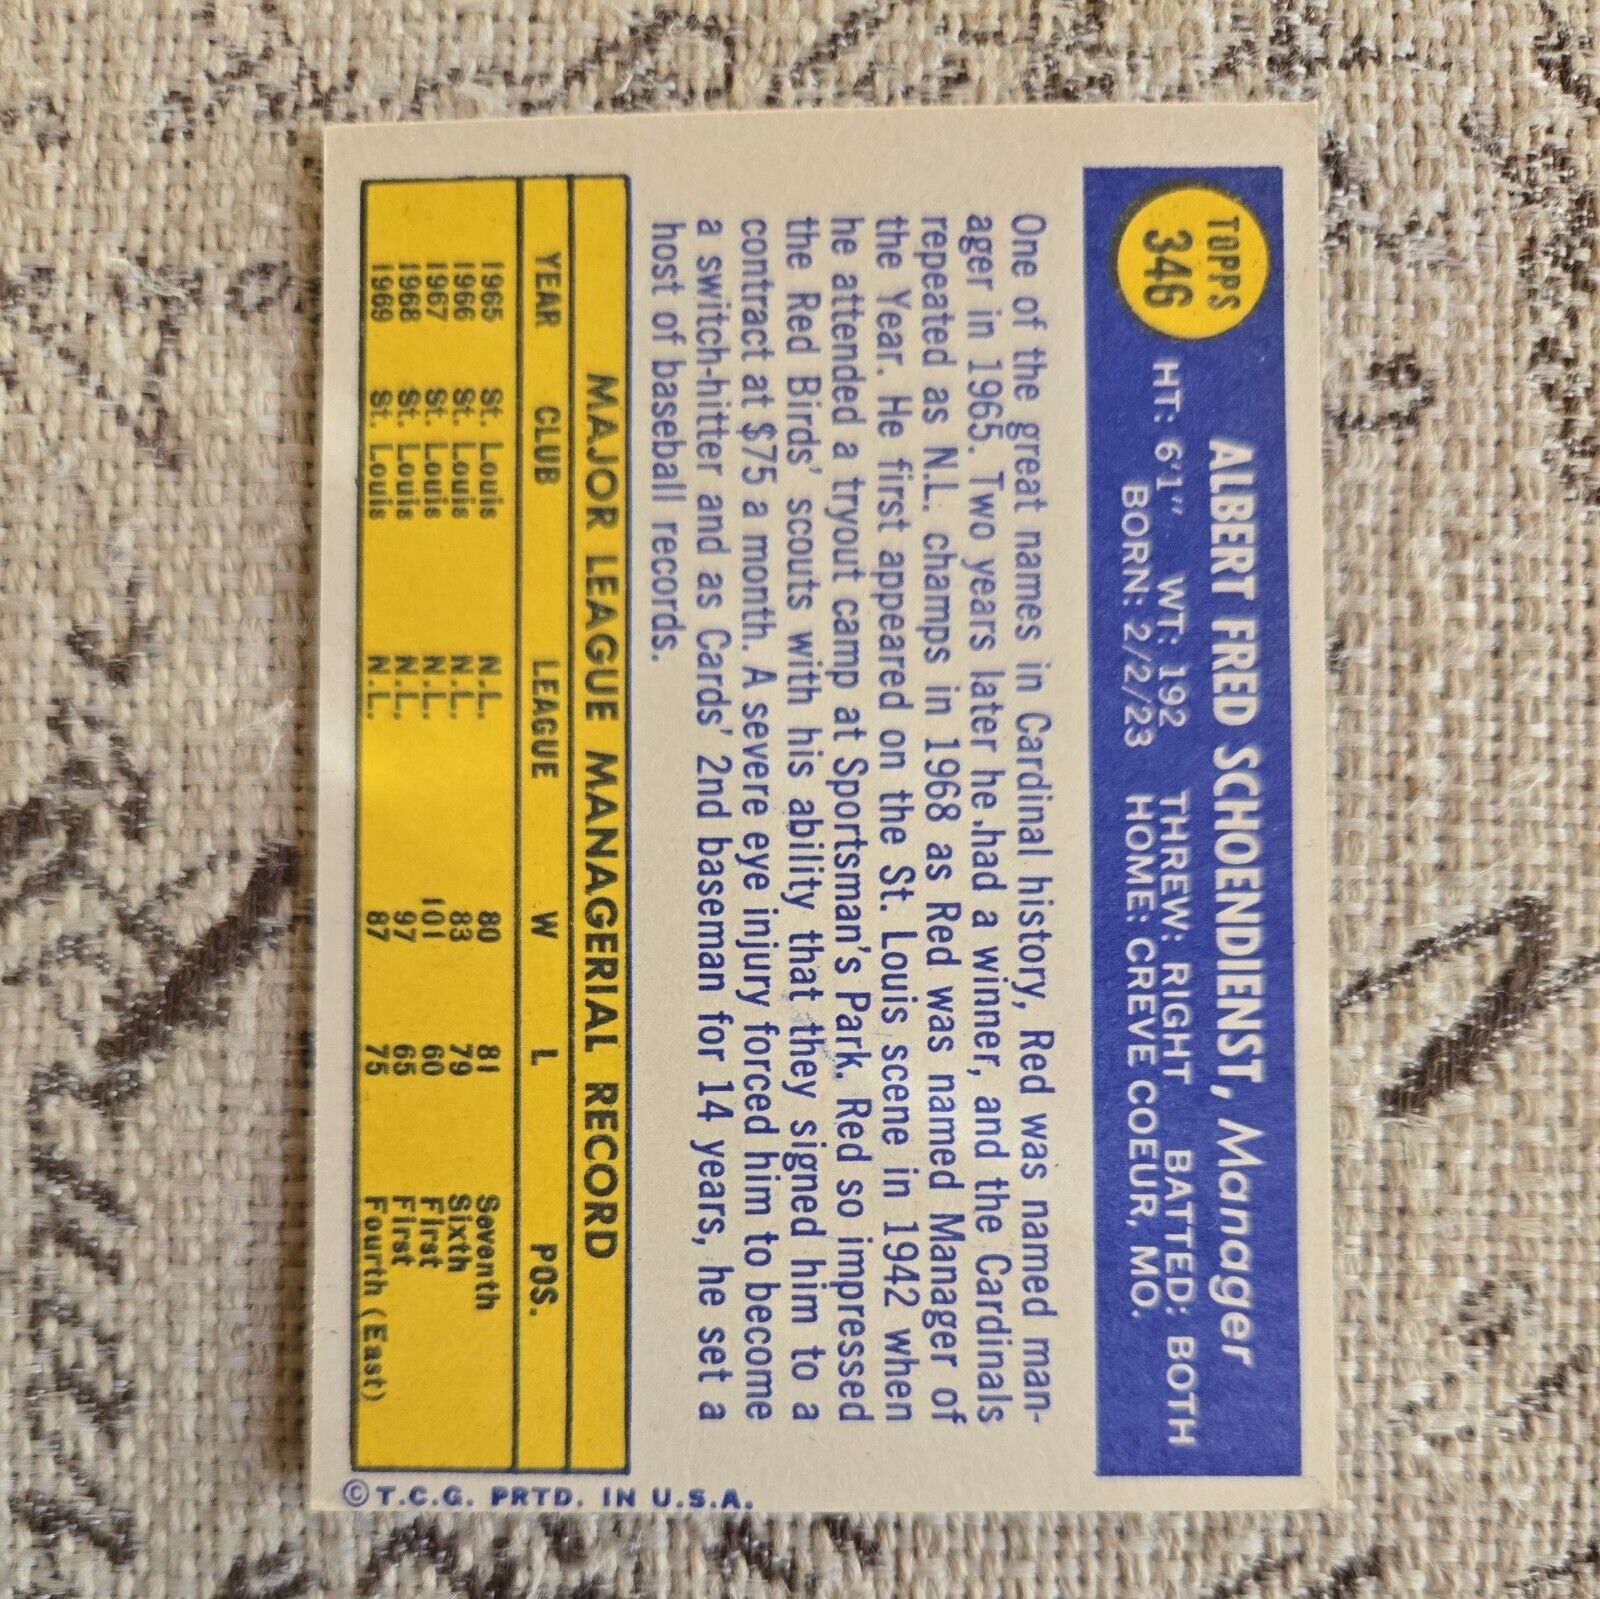 TOPPS
346
ALBERT FRED SCHOENDIENST, Manager
HT: 6'1" WT: 192 THREW: RIGHT BATTED: BOTH
BORN: 2/2/23 HOME: CREVE COEUR, MO.
One of the great names in Cardinal history, Red was named man-
ager in 1965. Two years later he had a winner, and the Cardinals
repeated as N.L. champs in 1968 as Red was named Manager of
the Year. He first appeared on the St. Louis scene in 1942 when
he attended a tryout camp at Sportsman's Park. Red so impressed
the Red Birds' scouts with his ability that they signed him to a
contract at $75 a month. A severe eye injury forced him to become
a switch-hitter and as Cards' 2nd baseman for 14 years, he set a
host of baseball records.
MAJOR LEAGUE MANAGERIAL RECORD
YEAR CLUB LEAGUE W L POS.
1965 St. Louis N.L. 80 81 Seventh
1966 St. Louis N.L. 83 79 Sixth
1967 St. Louis N.L. 101 60 First
1968 St. Louis N.L. 97 65 First
1969 St. Louis N.L. 87 75 Fourth (East)
© T.C.G. PRTD. IN U.S.A.